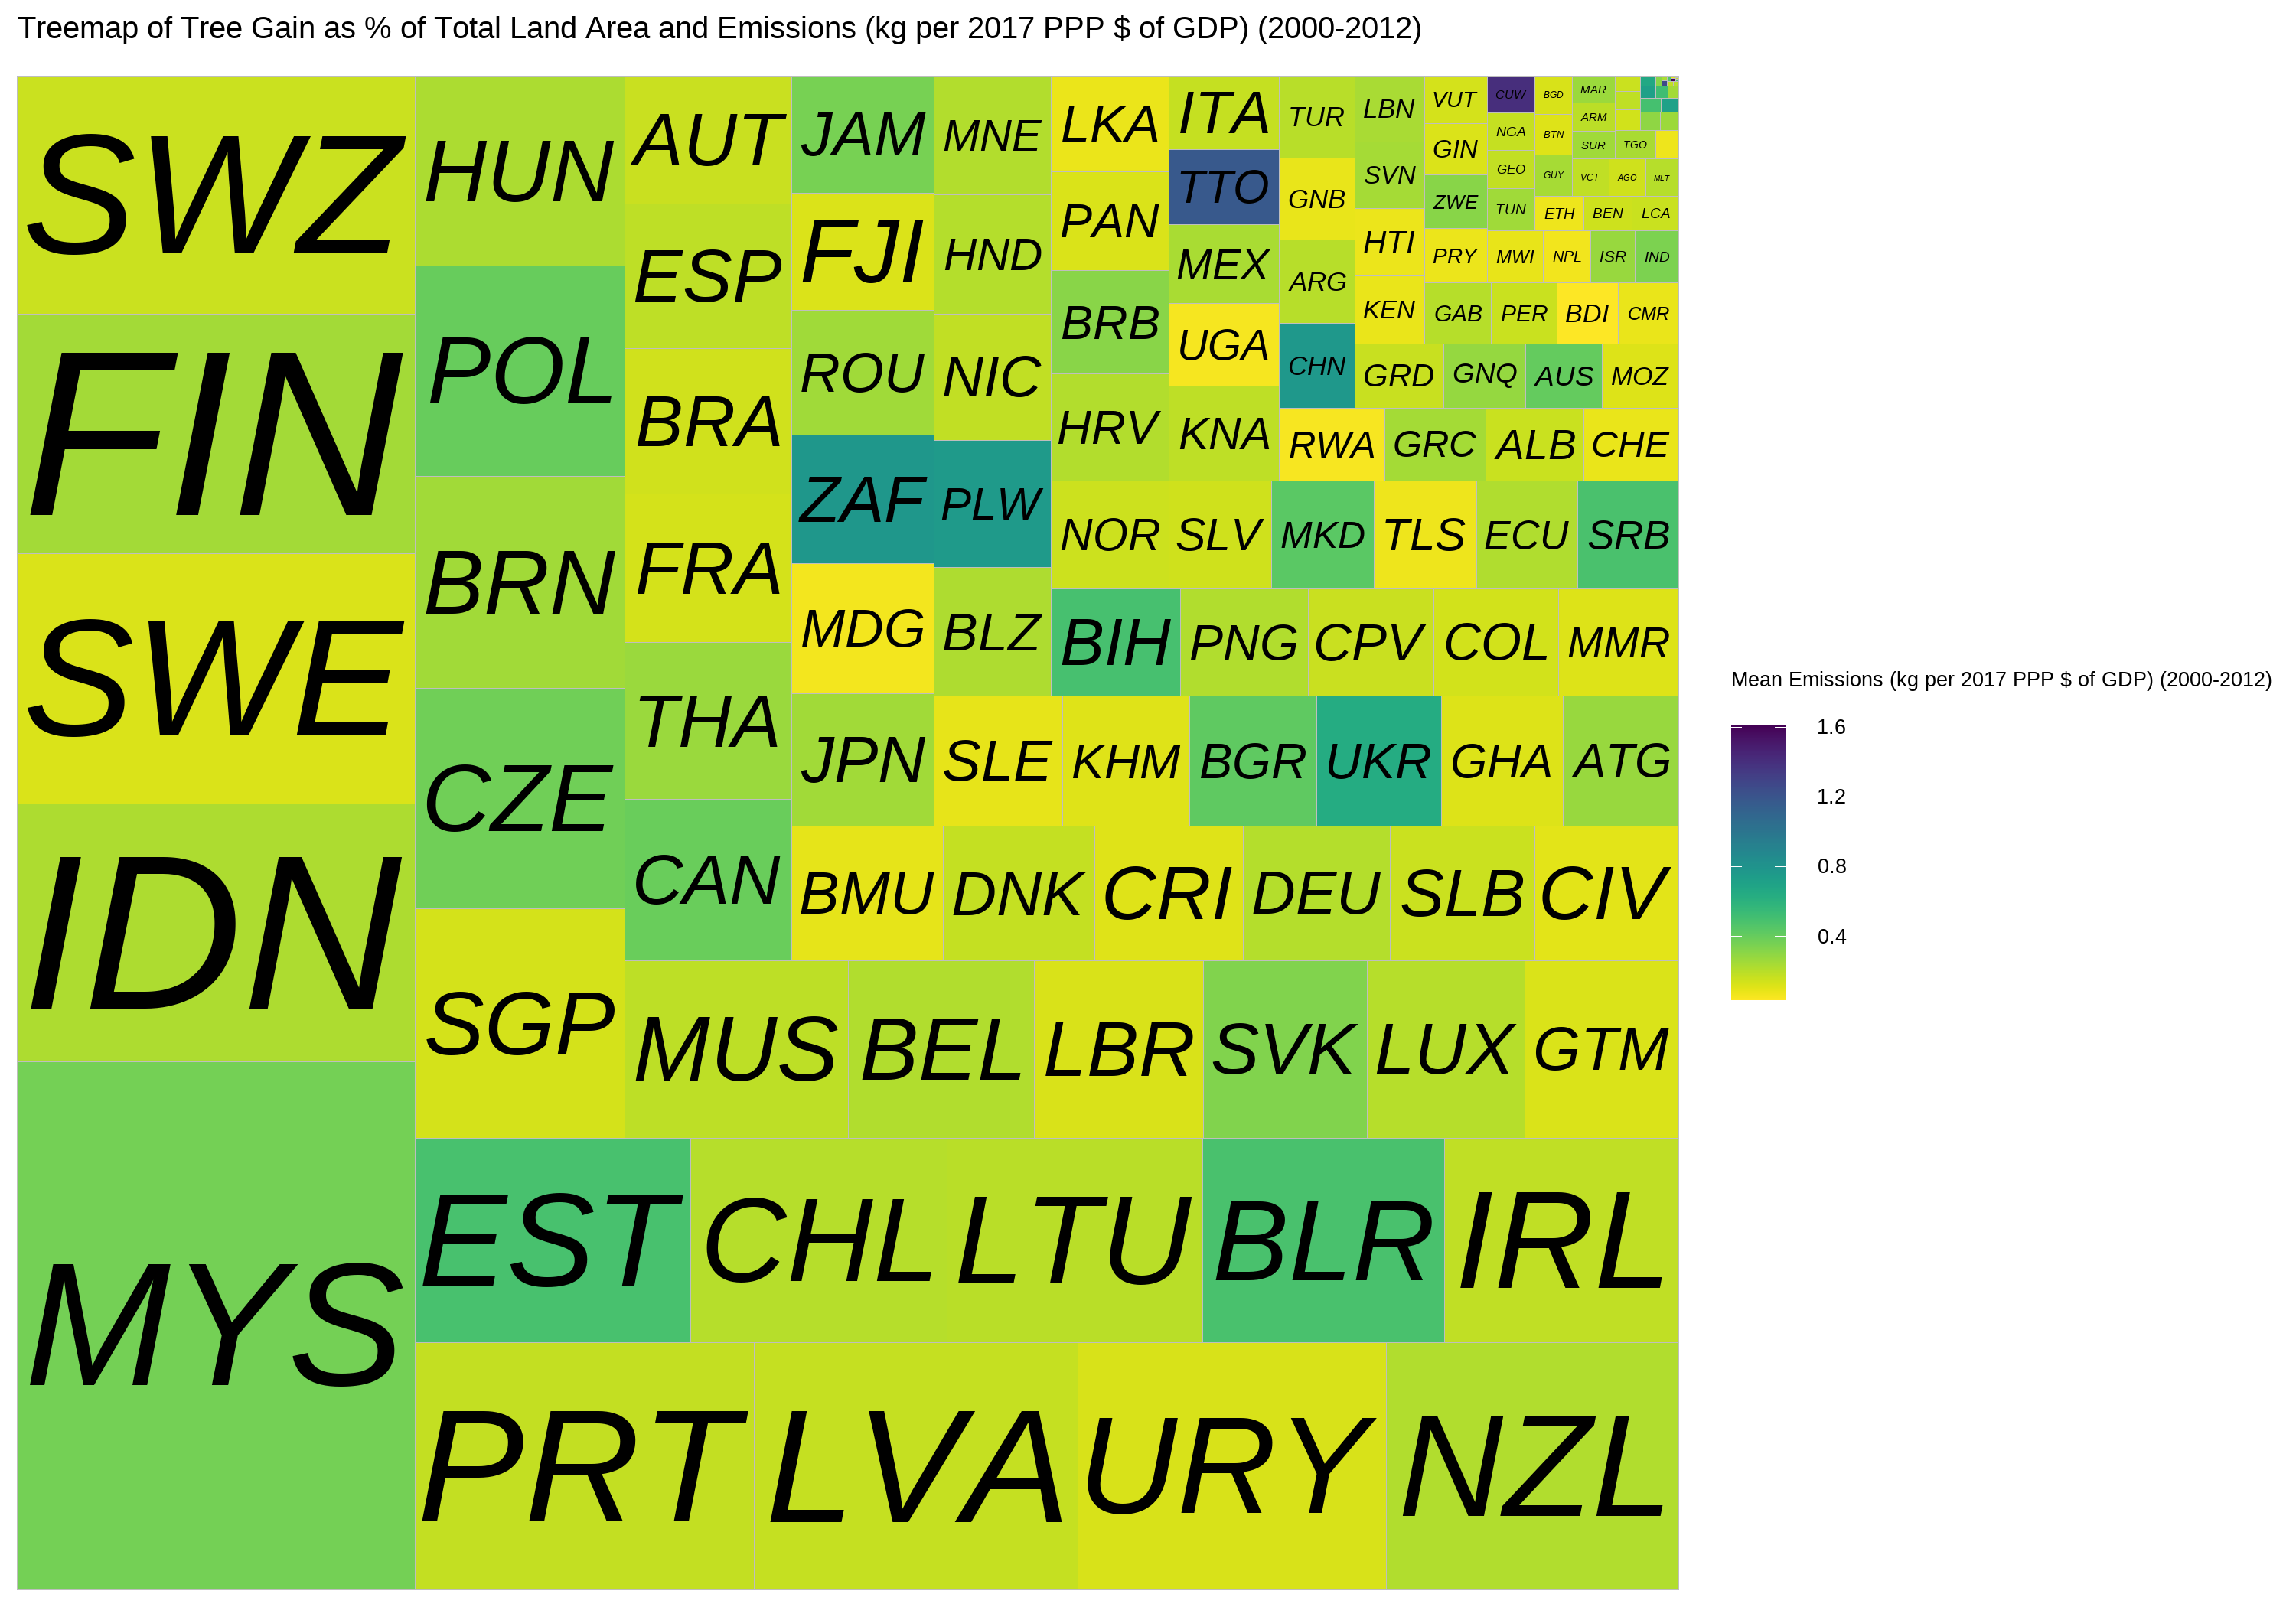 Treemap of Tree Gain as % of Total Land Area and Emissions (kg per 2017 PPP $ of GDP) (2000-2012)
SWZ
FIN
SWE
IDN
MYS
HUN
POL
BRN
CZE
SGP
AUT
ESP
BRA
FRA
THA
CAN
JAM
FJI
ROU
ZAF
MDG
JPN
MNE
HND
NIC
PLW
BLZ
LKA
PAN
BRB
HRV
ITA
TTO
MEX
UGA
KNA
TUR
GNB
ARG
CHN
LBN
SVN
HTI
KEN
VUT
GIN
ZWE
PRY
CUW
NGA
GEO
TUN
BGD
BTN
GUY
MAR
ARM
SUR
TGO
VCT
AGO
MLT
ETH
BEN
LCA
MWI
NPL
ISR
IND
GAB
PER
BDI
CMR
GRD
GNQ
AUS
MOZ
RWA
GRC
ALB
CHE
NOR
SLV
MKD
TLS
ECU
SRB
BIH
PNG
CPV
COL
MMR
SLE
KHM
BGR
UKR
GHA
ATG
BMU
DNK
CRI
DEU
SLB
CIV
MUS
BEL
LBR
SVK
LUX
GTM
EST
CHL
LTU
BLR
IRL
PRT
LVA
URY
NZL
Mean Emissions (kg per 2017 PPP $ of GDP) (2000-2012)
1.6
1.2
0.8
0.4